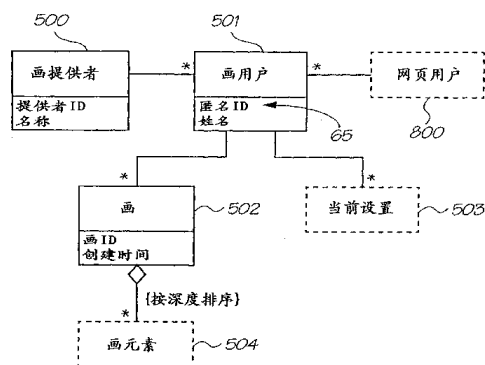 500
501
画提供者
*
画用户
*
网页用户
提供者ID
名称
匿名ID
姓名
65
800
*
*
画
502
当前设置
503
画ID
创建时间
{按深度排序}
*
画元素
504